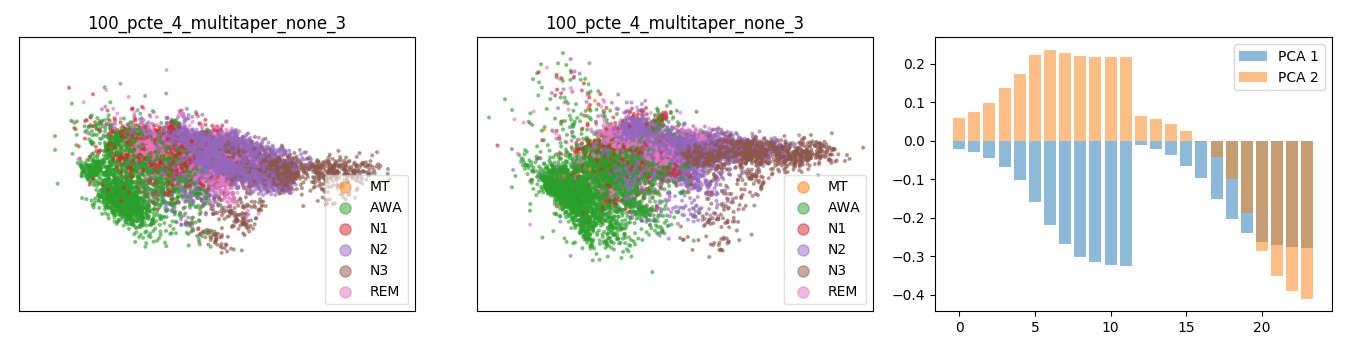 100_pcte_4_multitaper_none_3
MT
AWA
N1
N2
N3
REM
100_pcte_4_multitaper_none_3
MT
AWA
N1
N2
N3
REM
PCA 1
PCA 2
0.2
0.1
0.0
−0.1
−0.2
−0.3
−0.4
0 5 10 15 20